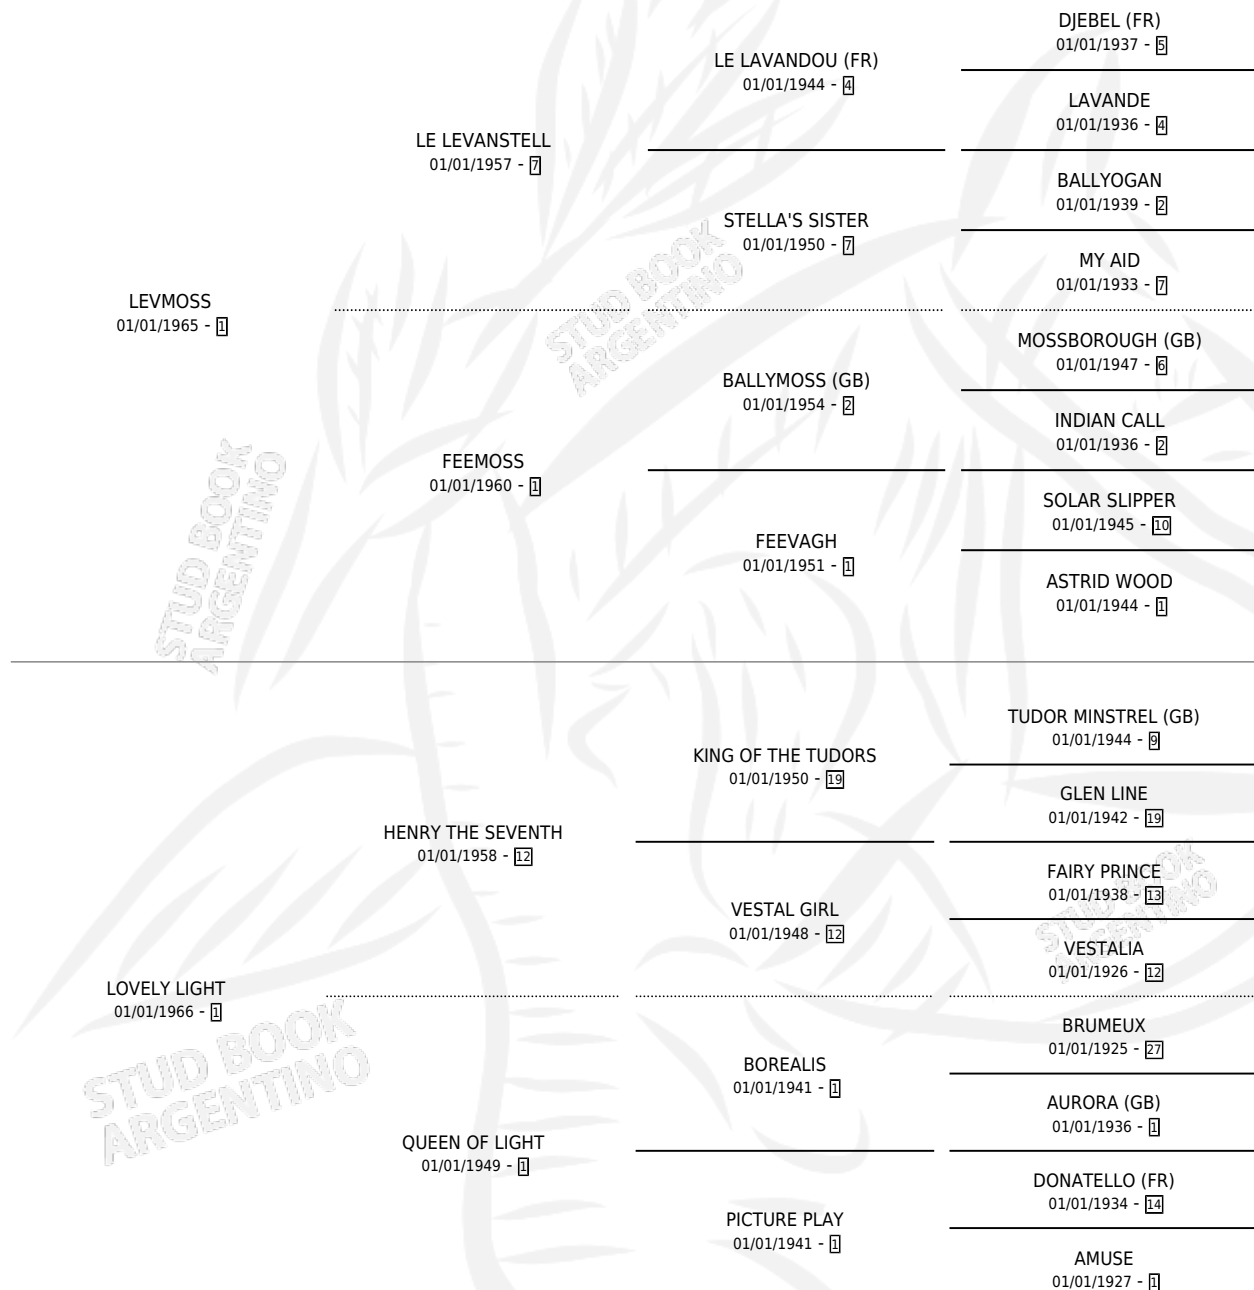 DJEBEL (FR)
01/01/1937 - 5
LE LAVANDOU (FR)
01/01/1944 - 4
LAVANDE
01/01/1936 - 4
LE LEVANSTELL
01/01/1957 - 7
BALLYOGAN
01/01/1939 - 2
STELLA'S SISTER
01/01/1950 - 7
MY AID
01/01/1933 - 7
LEVMOSS
01/01/1965 - 1
STUD BOOK
ARGENTINO
MOSSBOROUGH (GB)
01/01/1947 - 6
BALLYMOSS (GB)
01/01/1954 - 2
INDIAN CALL
01/01/1936 - 2
FEEMOSS
01/01/1960 - 1
SOLAR SLIPPER
01/01/1945 - 10
FEEVAGH
01/01/1951 - 1
ASTRID WOOD
01/01/1944 - 1
STUD BOOK
ARGENTINO
TUDOR MINSTREL (GB)
01/01/1944 - 9
KING OF THE TUDORS
01/01/1950 - 19
GLEN LINE
01/01/1942 - 19
HENRY THE SEVENTH
01/01/1958 - 12
FAIRY PRINCE
01/01/1938 - 13
VESTAL GIRL
01/01/1948 - 12
STUD BOOK
ARGENTINO
VESTALIA
01/01/1926 - 12
LOVELY LIGHT
01/01/1966 - 1
BRUMEUX
01/01/1925 - 27
BOREALIS
01/01/1941 - 1
AURORA (GB)
01/01/1936 - 1
STUD BOOK
ARGENTINO
QUEEN OF LIGHT
01/01/1949 - 1
DONATELLO (FR)
01/01/1934 - 14
PICTURE PLAY
01/01/1941 - 1
AMUSE
01/01/1927 - 1